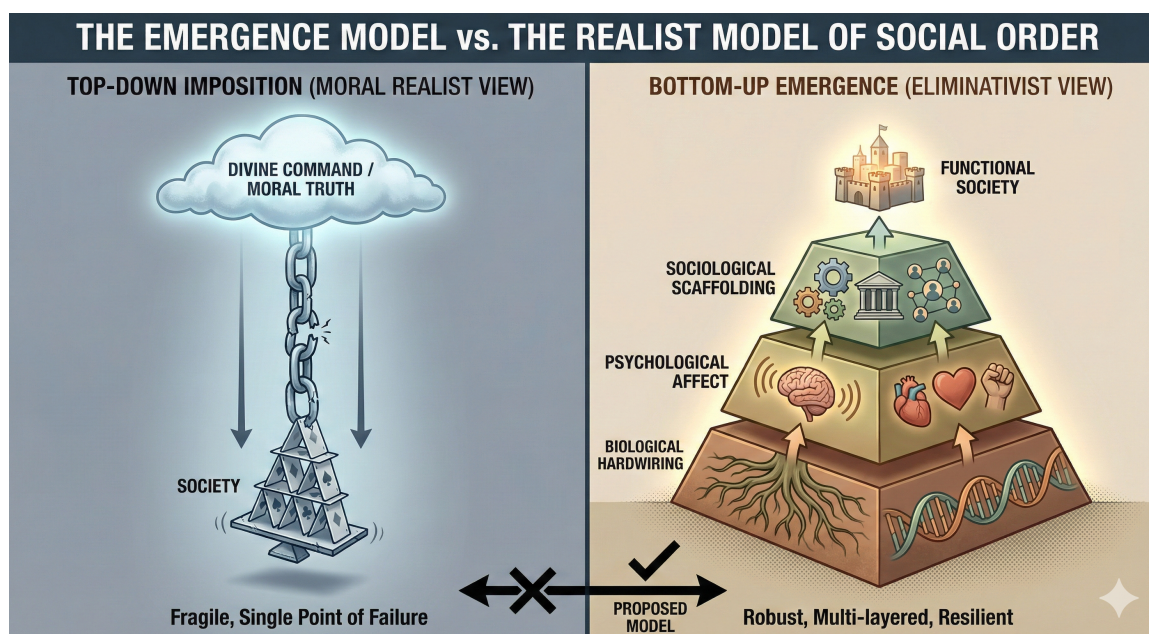 THE EMERGENCE MODEL vs. THE REALIST MODEL OF SOCIAL ORDER
TOP-DOWN IMPOSITION (MORAL REALIST VIEW)
DIVINE COMMAND /
MORAL TRUTH
SOCIETY
Fragile, Single Point of Failure
BOTTOM-UP EMERGENCE (ELIMINATIVIST VIEW)
FUNCTIONAL
SOCIETY
SOCIOLOGICAL
SCAFFOLDING
PSYCHOLOGICAL
AFFECT
BIOLOGICAL
HARDWIRING
PROPOSED
MODEL
Robust, Multi-layered, Resilient